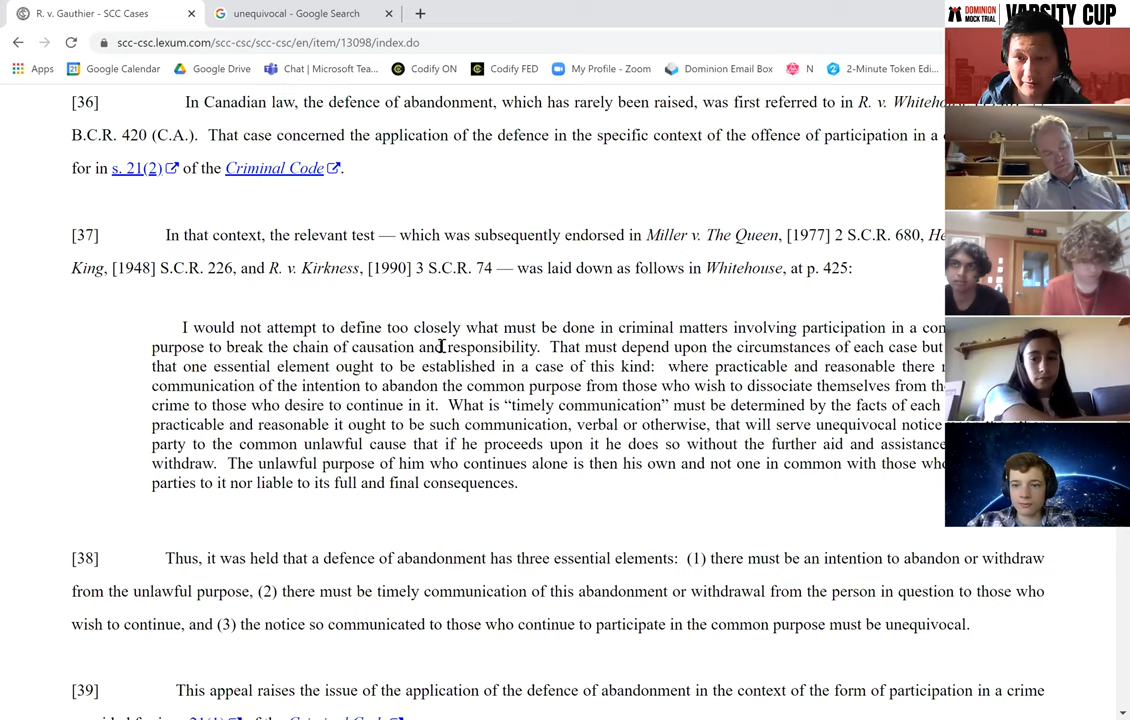 R. v. Gauthier - SCC Cases
unequivocal - Google Search
scc-csc.lexum.com/scc-csc/scc-csc/en/item/13098/index.do
Apps Google Calendar Google Drive Chat | Microsoft Tea... Codify ON Codify FED My Profile - Zoom Dominion Email Box N 2-Minute Token Edi...
DOMINION MOCK TRIAL VARSITY CUP
[36] In Canadian law, the defence of abandonment, which has rarely been raised, was first referred to in R. v. Whitehouse
B.C.R. 420 (C.A.). That case concerned the application of the defence in the specific context of the offence of participation in a
for in s. 21(2) of the Criminal Code.
[37] In that context, the relevant test — which was subsequently endorsed in Miller v. The Queen, [1977] 2 S.C.R. 680,
King, [1948] S.C.R. 226, and R. v. Kirkness, [1990] 3 S.C.R. 74 — was laid down as follows in Whitehouse, at p. 425:
I would not attempt to define too closely what must be done in criminal matters involving participation in a
purpose to break the chain of causation and responsibility. That must depend upon the circumstances of each case but
that one essential element ought to be established in a case of this kind: where practicable and reasonable there
communication of the intention to abandon the common purpose from those who wish to dissociate themselves from
crime to those who desire to continue in it. What is “timely communication” must be determined by the facts of each
practicable and reasonable it ought to be such communication, verbal or otherwise, that will serve unequivocal notice
party to the common unlawful cause that if he proceeds upon it he does so without the further aid and assistance
withdraw. The unlawful purpose of him who continues alone is then his own and not one in common with those
parties to it nor liable to its full and final consequences.
[38] Thus, it was held that a defence of abandonment has three essential elements: (1) there must be an intention to abandon or withdraw
from the unlawful purpose, (2) there must be timely communication of this abandonment or withdrawal from the person in question to those who
wish to continue, and (3) the notice so communicated to those who continue to participate in the common purpose must be unequivocal.
[39] This appeal raises the issue of the application of the defence of abandonment in the context of the form of participation in a crime
s. 21(1) of the Criminal Code